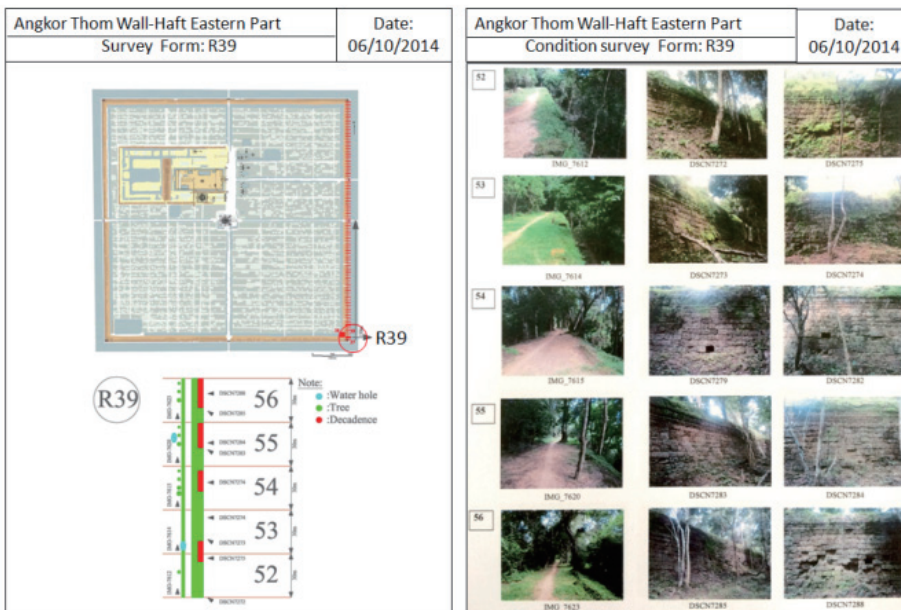 Angkor Thom Wall-Haft Eastern Part
Survey Form: R39
Date:
06/10/2014
R39
R39
Note:
:Water hole
:Tree
:Decadence
56
55
54
53
52
Angkor Thom Wall-Haft Eastern Part
Condition survey Form: R39
Date:
06/10/2014
52
IMG_7612
DSCN7272
DSCN7275
53
IMG_7614
DSCN7273
DSCN7274
54
IMG_7615
DSCN7279
DSCN7282
55
IMG_7620
DSCN7283
DSCN7284
56
IMG_7623
DSCN7285
DSCN7288